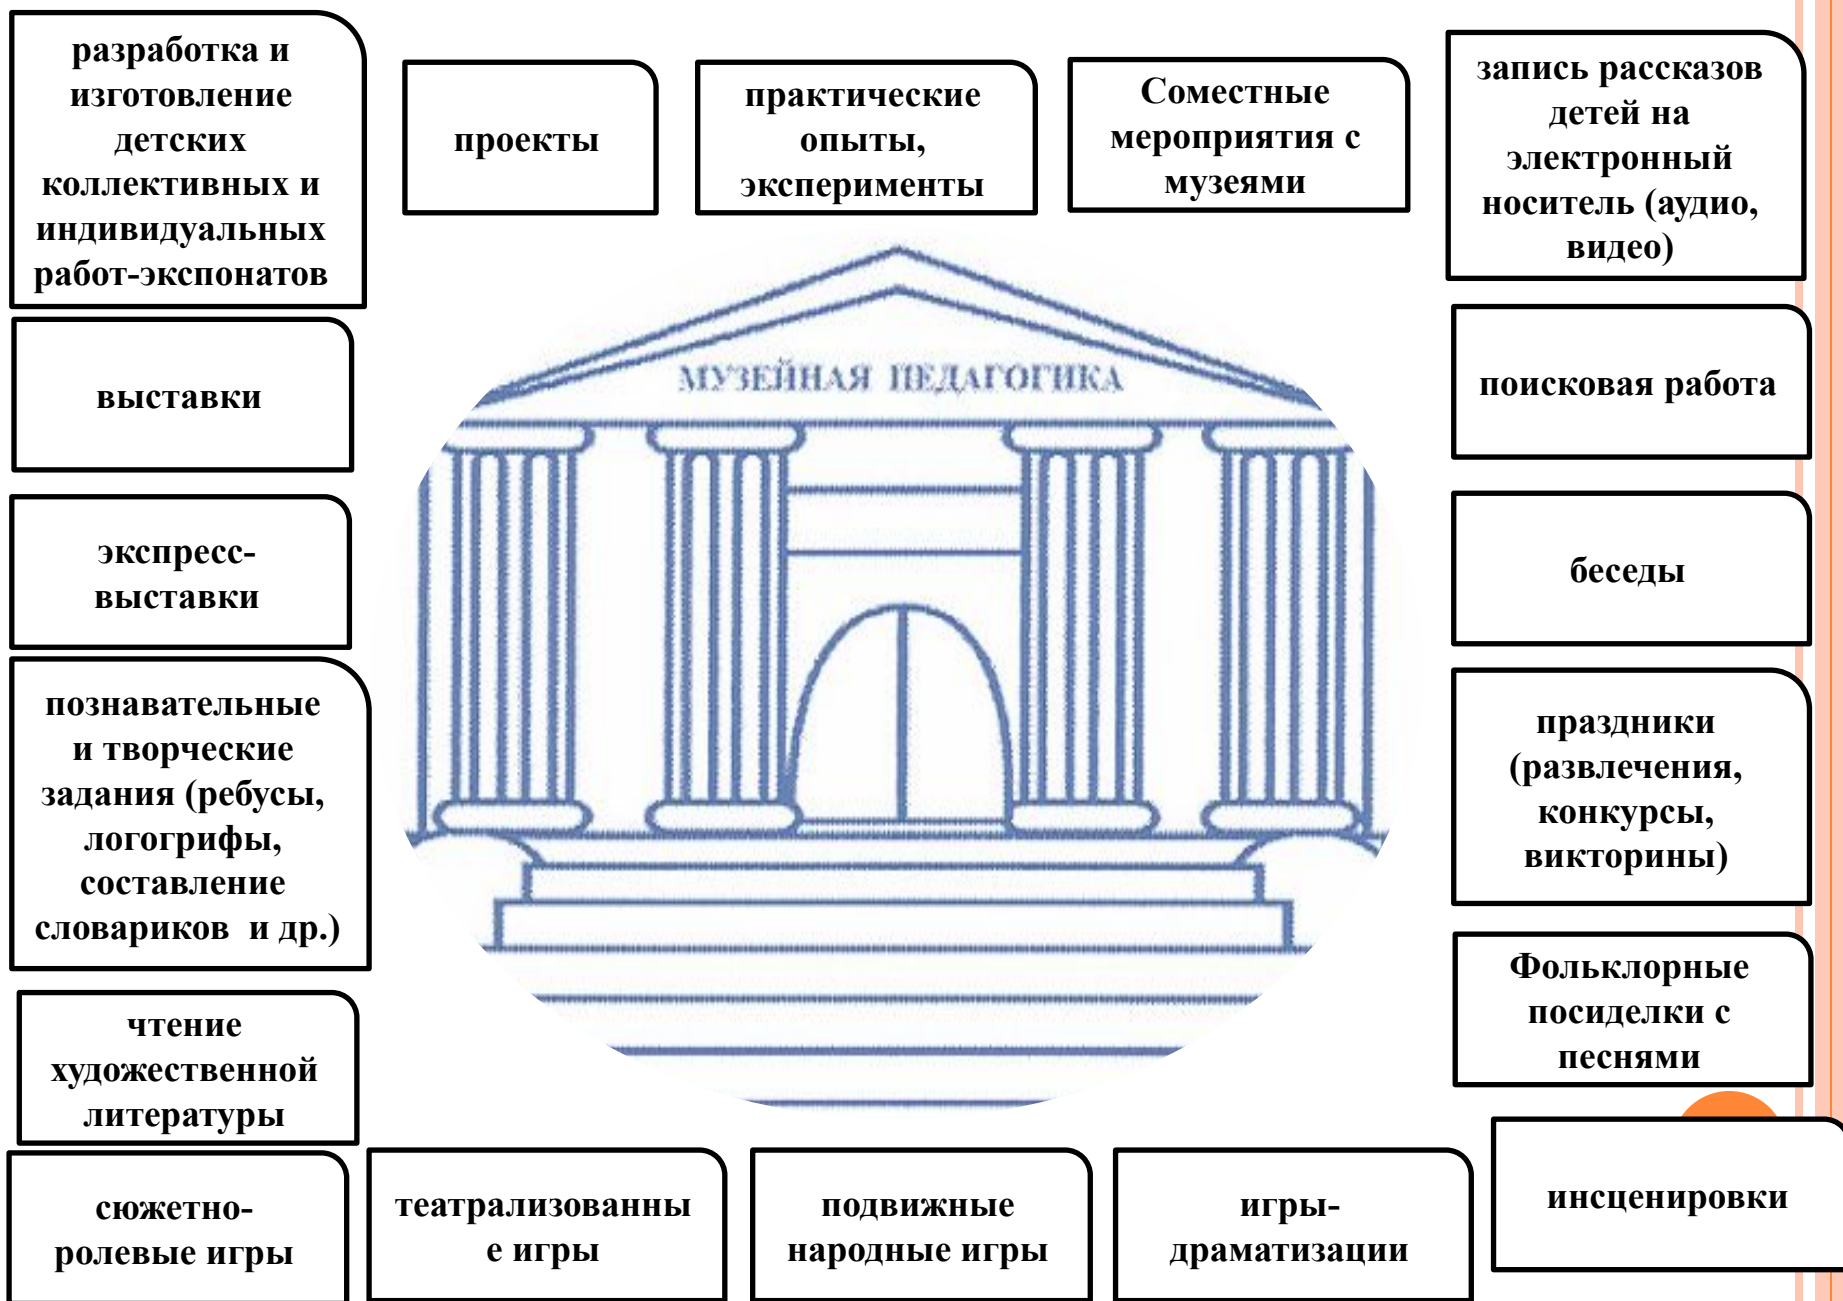 разработка и
изготовление
детских
коллективных и
индивидуальных
работ-экспонатов
проекты
практические
опыты,
эксперименты
Соместные
мероприятия с
музеями
запись рассказов
детей на
электронный
носитель (аудио,
видео)
МУЗЕЙНАЯ ПЕДАГОГИКА
выставки
поисковая работа
экспресс-
выставки
беседы
познавательные
и творческие
задания (ребусы,
логогрифы,
составление
словариков и др.)
праздники
(развлечения,
конкурсы,
викторины)
чтение
художественной
литературы
Фольклорные
посиделки с
песнями
сюжетно-
ролевые игры
театрализованны
е игры
подвижные
народные игры
игры-
драматизации
инсценировки